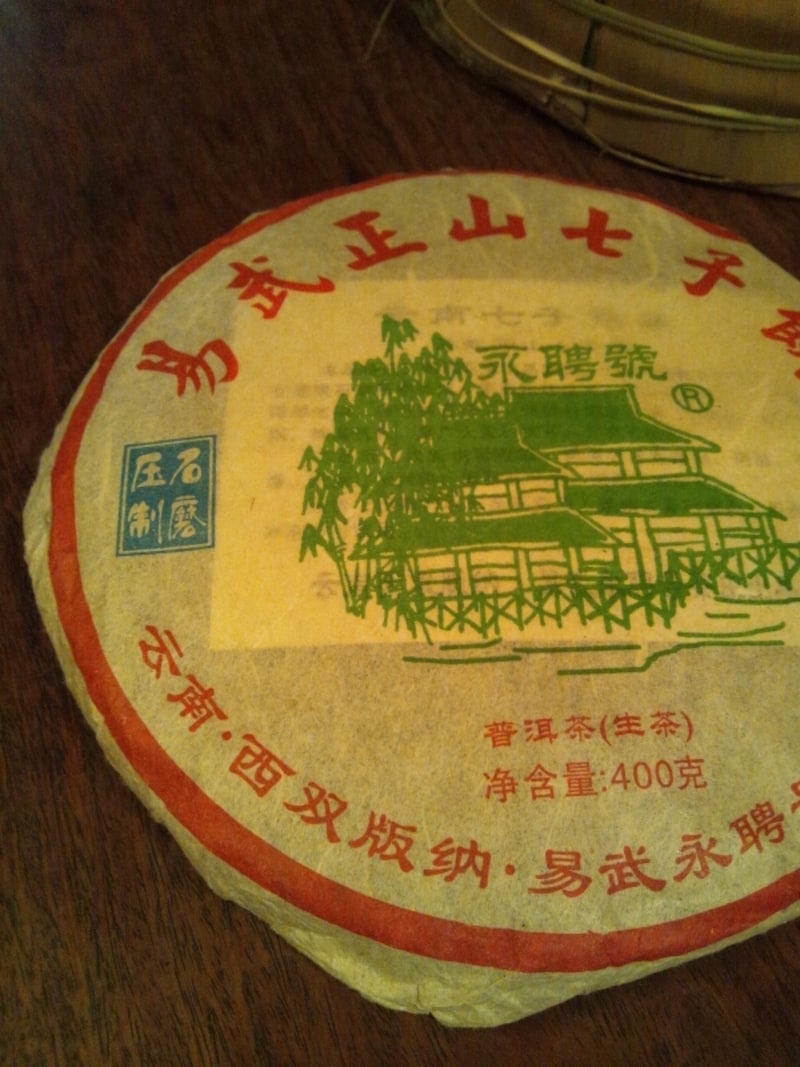 易武正山七子餅
永聘號
®
石磨
压制
普洱茶(生茶)
净含量:400克
云南·西双版纳·易武永聘